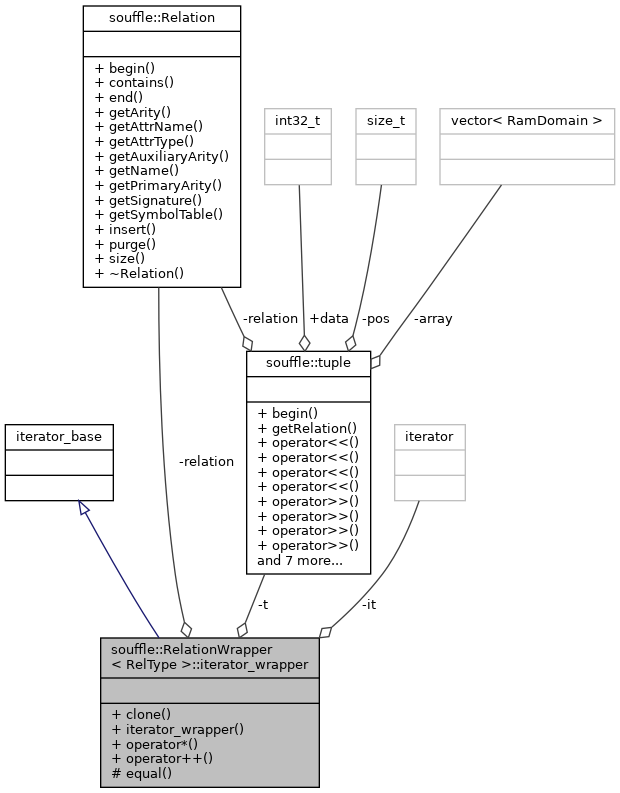 souffle::Relation
+ begin()
+ contains()
+ end()
+ getArity()
+ getAttrName()
+ getAttrType()
+ getAuxiliaryArity()
+ getName()
+ getPrimaryArity()
+ getSignature()
+ getSymbolTable()
+ insert()
+ purge()
+ size()
+ ~Relation()
int32_t
size_t
vector< RamDomain >
-relation
+data
-pos
-array
souffle::tuple
+ begin()
+ getRelation()
+ operator<<()
+ operator<<()
+ operator<<()
+ operator<<()
+ operator>>()
+ operator>>()
+ operator>>()
+ operator>>()
and 7 more...
iterator_base
-relation
iterator
-t
-it
souffle::RelationWrapper
< RelType >::iterator_wrapper
+ clone()
+ iterator_wrapper()
+ operator*()
+ operator++()
# equal()